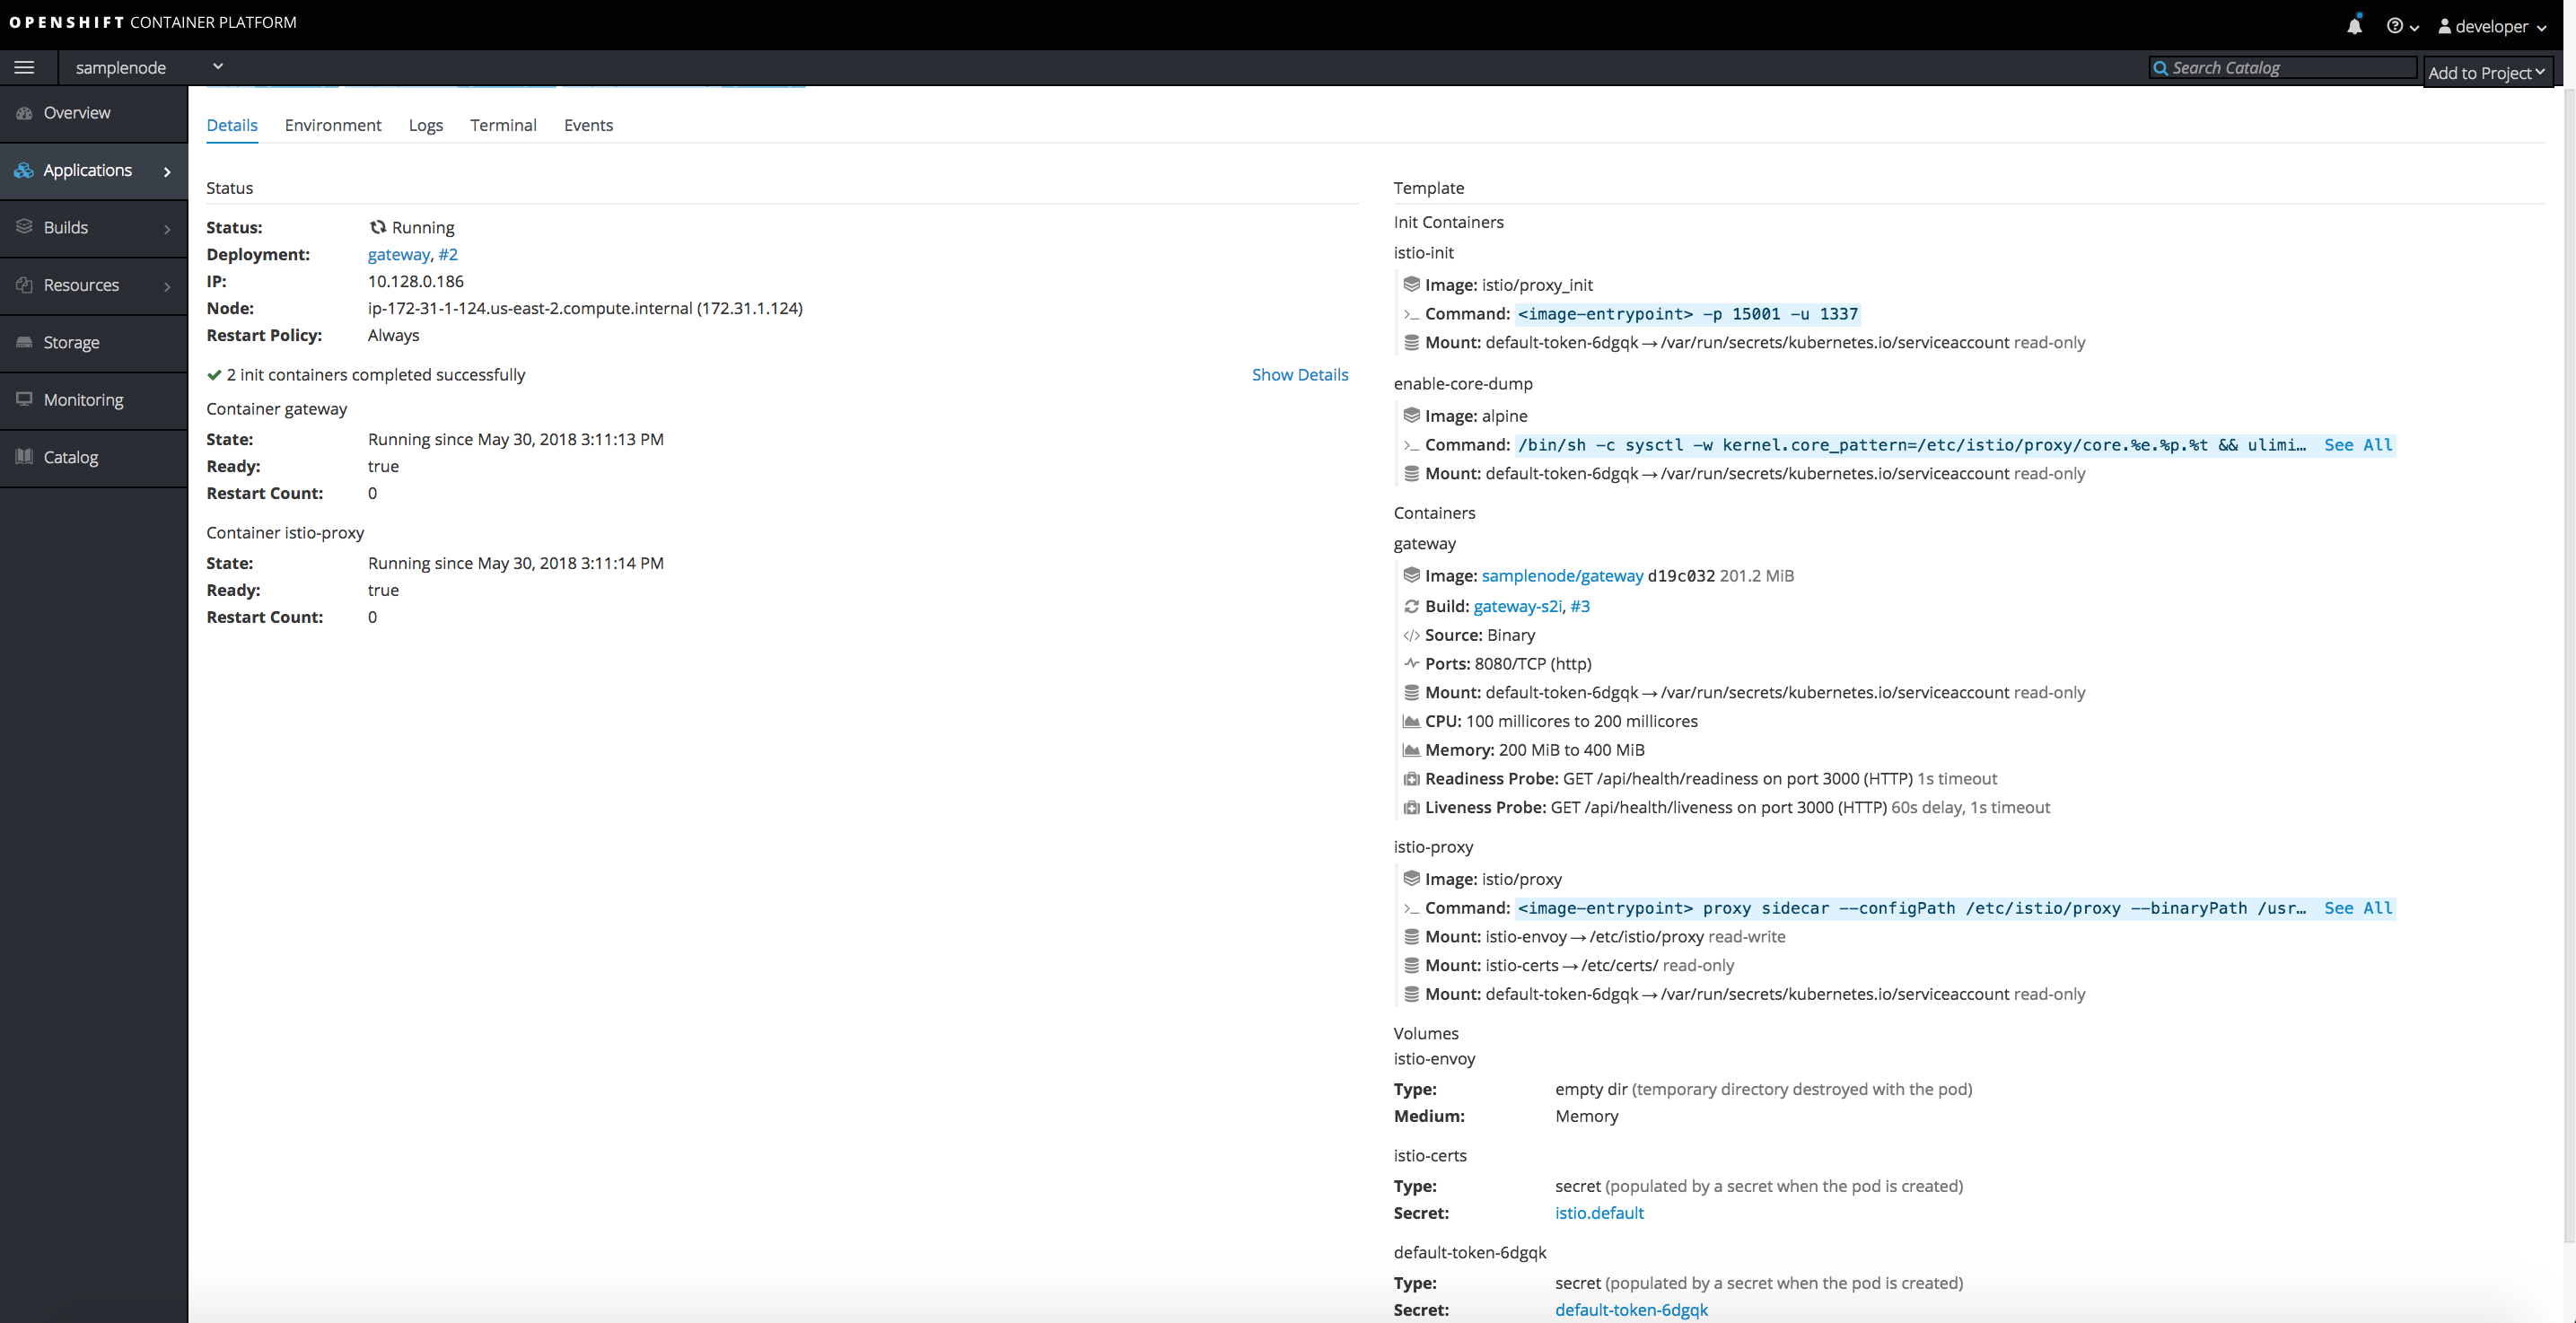 OPENSHIFT CONTAINER PLATFORM
developer
samplenode
Search Catalog
Add to Project
Overview
Applications
Builds
Resources
Storage
Monitoring
Catalog
Details Environment Logs Terminal Events
Status
Status: Running
Deployment: gateway, #2
IP: 10.128.0.186
Node: ip-172-31-1-124.us-east-2.compute.internal (172.31.1.124)
Restart Policy: Always
2 init containers completed successfully Show Details
Container gateway
State: Running since May 30, 2018 3:11:13 PM
Ready: true
Restart Count: 0
Container istio-proxy
State: Running since May 30, 2018 3:11:14 PM
Ready: true
Restart Count: 0
Template
Init Containers
istio-init
Image: istio/proxy_init
Command: <image-entrypoint> -p 15001 -u 1337
Mount: default-token-6dgqk→/var/run/secrets/kubernetes.io/serviceaccount read-only
enable-core-dump
Image: alpine
Command: /bin/sh -c sysctl -w kernel.core_pattern=/etc/istio/proxy/core.%e.%p.%t && ulimi... See All
Mount: default-token-6dgqk→/var/run/secrets/kubernetes.io/serviceaccount read-only
Containers
gateway
Image: samplenode/gateway d19c032 201.2 MiB
Build: gateway-s2i, #3
Source: Binary
Ports: 8080/TCP (http)
Mount: default-token-6dgqk→/var/run/secrets/kubernetes.io/serviceaccount read-only
CPU: 100 millicores to 200 millicores
Memory: 200 MiB to 400 MiB
Readiness Probe: GET /api/health/readiness on port 3000 (HTTP) 1s timeout
Liveness Probe: GET /api/health/liveness on port 3000 (HTTP) 60s delay, 1s timeout
istio-proxy
Image: istio/proxy
Command: <image-entrypoint> proxy sidecar --configPath /etc/istio/proxy --binaryPath /usr... See All
Mount: istio-envoy→/etc/istio/proxy read-write
Mount: istio-certs→/etc/certs/ read-only
Mount: default-token-6dgqk→/var/run/secrets/kubernetes.io/serviceaccount read-only
Volumes
istio-envoy
Type: empty dir (temporary directory destroyed with the pod)
Medium: Memory
istio-certs
Type: secret (populated by a secret when the pod is created)
Secret: istio.default
default-token-6dgqk
Type: secret (populated by a secret when the pod is created)
Secret: default-token-6dgqk